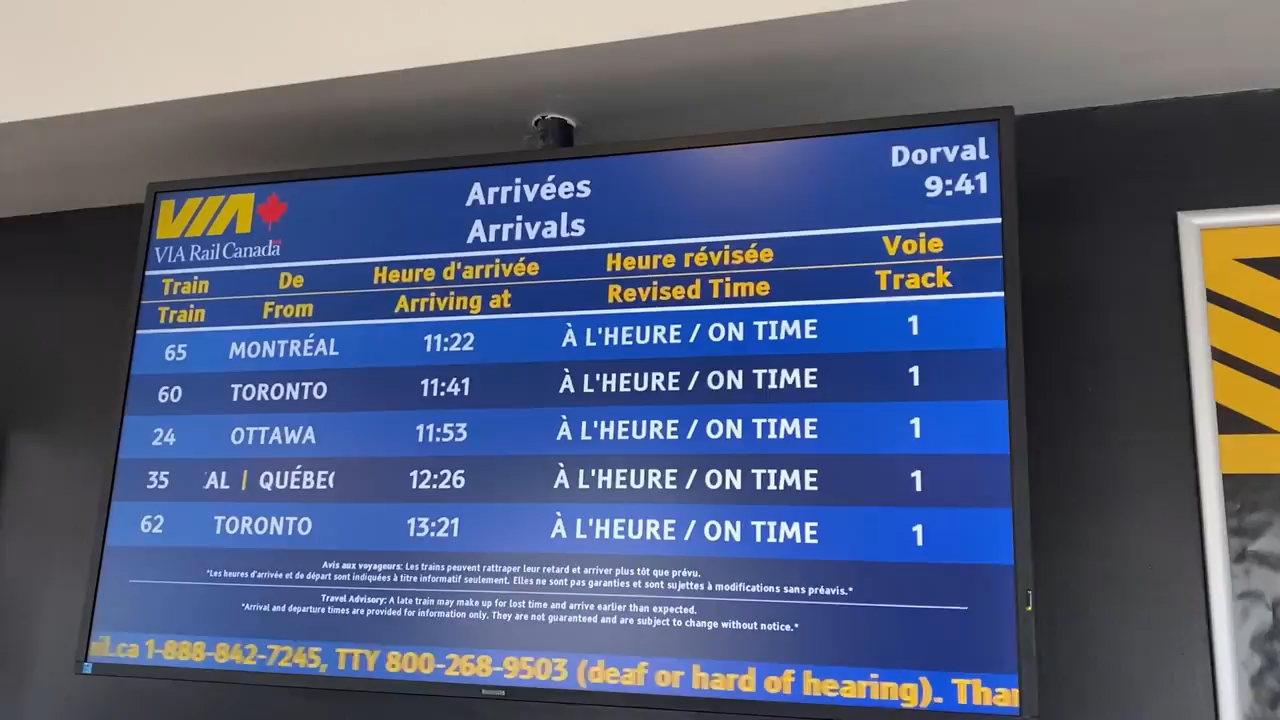 Dorval
9:41
Arrivées
Arrivals
VIA
VIA Rail Canada
Train De Heure d'arrivée Heure révisée Voie
Train From Arriving at Revised Time Track
65 MONTRÉAL 11:22 À L'HEURE / ON TIME 1
60 TORONTO 11:41 À L'HEURE / ON TIME 1
24 OTTAWA 11:53 À L'HEURE / ON TIME 1
35 AL | QUÉBEC 12:26 À L'HEURE / ON TIME 1
62 TORONTO 13:21 À L'HEURE / ON TIME 1
Avis aux voyageurs: Les trains peuvent rattraper leur retard et arriver plus tôt que prévu.
*Les heures d'arrivée et de départ sont indiquées à titre informatif seulement. Elles ne sont pas garanties et sont sujettes à modifications sans préavis.*
Travel Advisory: A late train may make up for lost time and arrive earlier than expected.
*Arrival and departure times are provided for information only. They are not guaranteed and are subject to change without notice.*
il.ca 1-888-842-7245, TTY 800-268-9503 (deaf or hard of hearing). Than